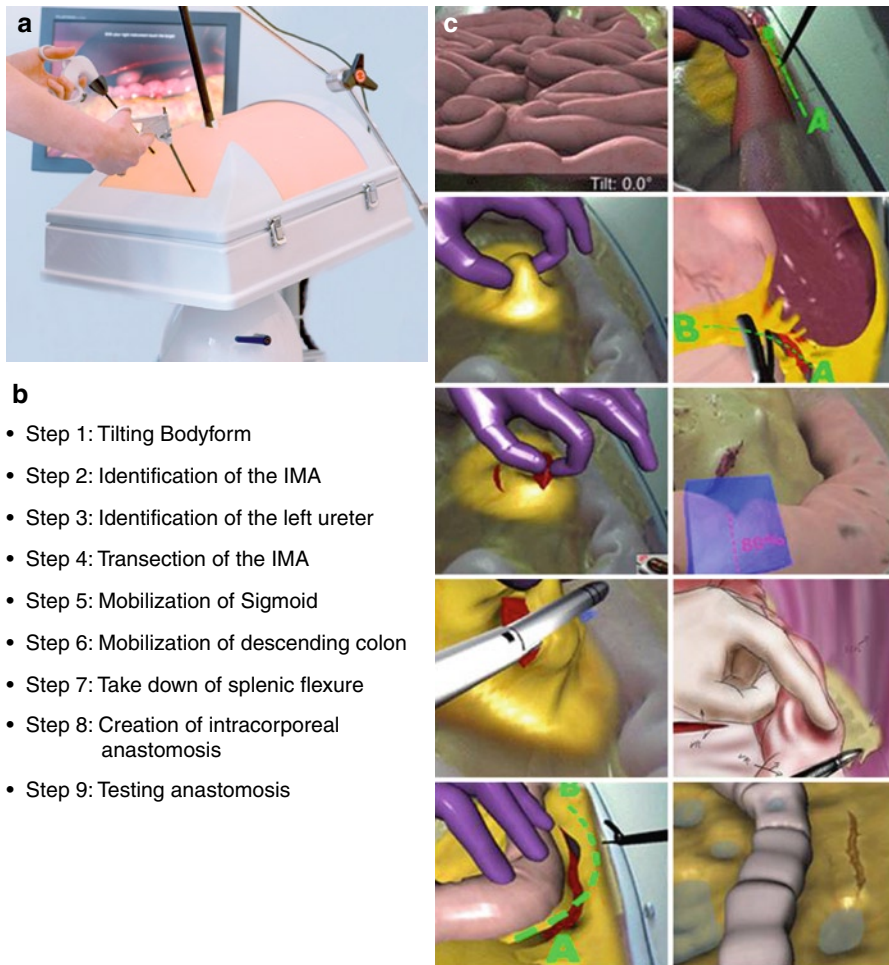 a
b
• Step 1: Tilting Bodyform
• Step 2: Identification of the IMA
• Step 3: Identification of the left ureter
• Step 4: Transection of the IMA
• Step 5: Mobilization of Sigmoid
• Step 6: Mobilization of descending colon
• Step 7: Take down of splenic flexure
• Step 8: Creation of intracorporeal
anastomosis
• Step 9: Testing anastomosis
c
Tilt: 0.0°
A
B
A
B
A